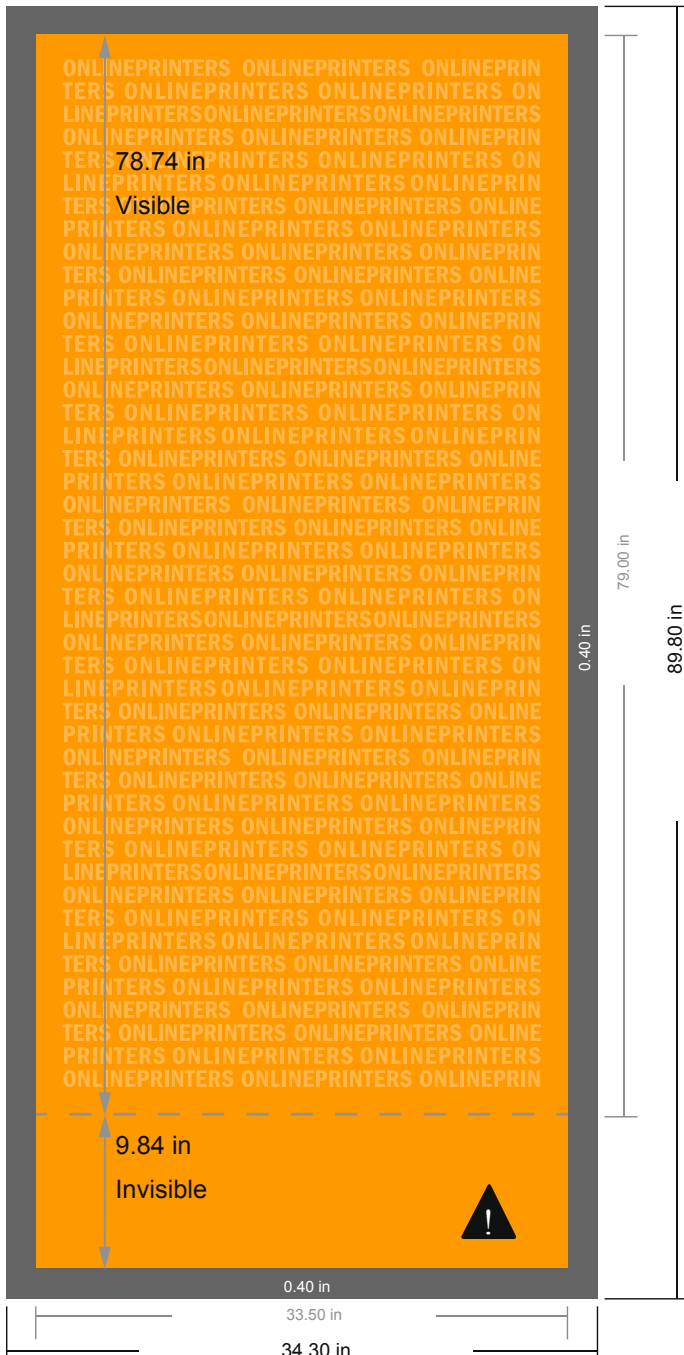 ONLINEPRINTERS ONLINEPRINTERS ONLINEPRIN
TERS ONLINEPRINTERS ONLINEPRINTERS ON
LINEPRINTERSONLINEPRINTERSONLINEPRINTERS
ONLINEPRINTERS ONLINEPRINTERS ONLINEPRIN
TERS ONLINEPRINTERS ONLINEPRINTERS ON
78.74 in
LINEPRINTERS ONLINEPRINTERS ONLINEPRIN
TERS ONLINEPRINTERS ONLINEPRINTERS ONLINE
Visible
PRINTERS ONLINEPRINTERS ONLINEPRINTERS
ONLINEPRINTERS ONLINEPRINTERS ONLINEPRIN
TERS ONLINEPRINTERS ONLINEPRINTERS ONLINE
PRINTERS ONLINEPRINTERS ONLINEPRINTERS
ONLINEPRINTERS ONLINEPRINTERS ONLINEPRIN
TERS ONLINEPRINTERS ONLINEPRINTERS ON
LINEPRINTERSONLINEPRINTERSONLINEPRINTERS
ONLINEPRINTERS ONLINEPRINTERS ONLINEPRIN
TERS ONLINEPRINTERS ONLINEPRINTERS ON
LINEPRINTERS ONLINEPRINTERS ONLINEPRIN
TERS ONLINEPRINTERS ONLINEPRINTERS ONLINE
PRINTERS ONLINEPRINTERS ONLINEPRINTERS
ONLINEPRINTERS ONLINEPRINTERS ONLINEPRIN
TERS ONLINEPRINTERS ONLINEPRINTERS ONLINE
PRINTERS ONLINEPRINTERS ONLINEPRINTERS
ONLINEPRINTERS ONLINEPRINTERS ONLINEPRIN
TERS ONLINEPRINTERS ONLINEPRINTERS ON
LINEPRINTERSONLINEPRINTERSONLINEPRINTERS
ONLINEPRINTERS ONLINEPRINTERS ONLINEPRIN
TERS ONLINEPRINTERS ONLINEPRINTERS ON
LINEPRINTERS ONLINEPRINTERS ONLINEPRIN
TERS ONLINEPRINTERS ONLINEPRINTERS ONLINE
PRINTERS ONLINEPRINTERS ONLINEPRINTERS
ONLINEPRINTERS ONLINEPRINTERS ONLINEPRIN
TERS ONLINEPRINTERS ONLINEPRINTERS ONLINE
PRINTERS ONLINEPRINTERS ONLINEPRINTERS
ONLINEPRINTERS ONLINEPRINTERS ONLINEPRIN
TERS ONLINEPRINTERS ONLINEPRINTERS ON
LINEPRINTERSONLINEPRINTERSONLINEPRINTERS
ONLINEPRINTERS ONLINEPRINTERS ONLINEPRIN
TERS ONLINEPRINTERS ONLINEPRINTERS ON
LINEPRINTERS ONLINEPRINTERS ONLINEPRIN
TERS ONLINEPRINTERS ONLINEPRINTERS ONLINE
PRINTERS ONLINEPRINTERS ONLINEPRINTERS
ONLINEPRINTERS ONLINEPRINTERS ONLINEPRIN
TERS ONLINEPRINTERS ONLINEPRINTERS ONLINE
PRINTERS ONLINEPRINTERS ONLINEPRINTERS
ONLINEPRINTERS ONLINEPRINTERS ONLINEPRIN
9.84 in
Invisible
!
0.40 in
79.00 in
89.80 in
0.40 in
33.50 in
34.30 in